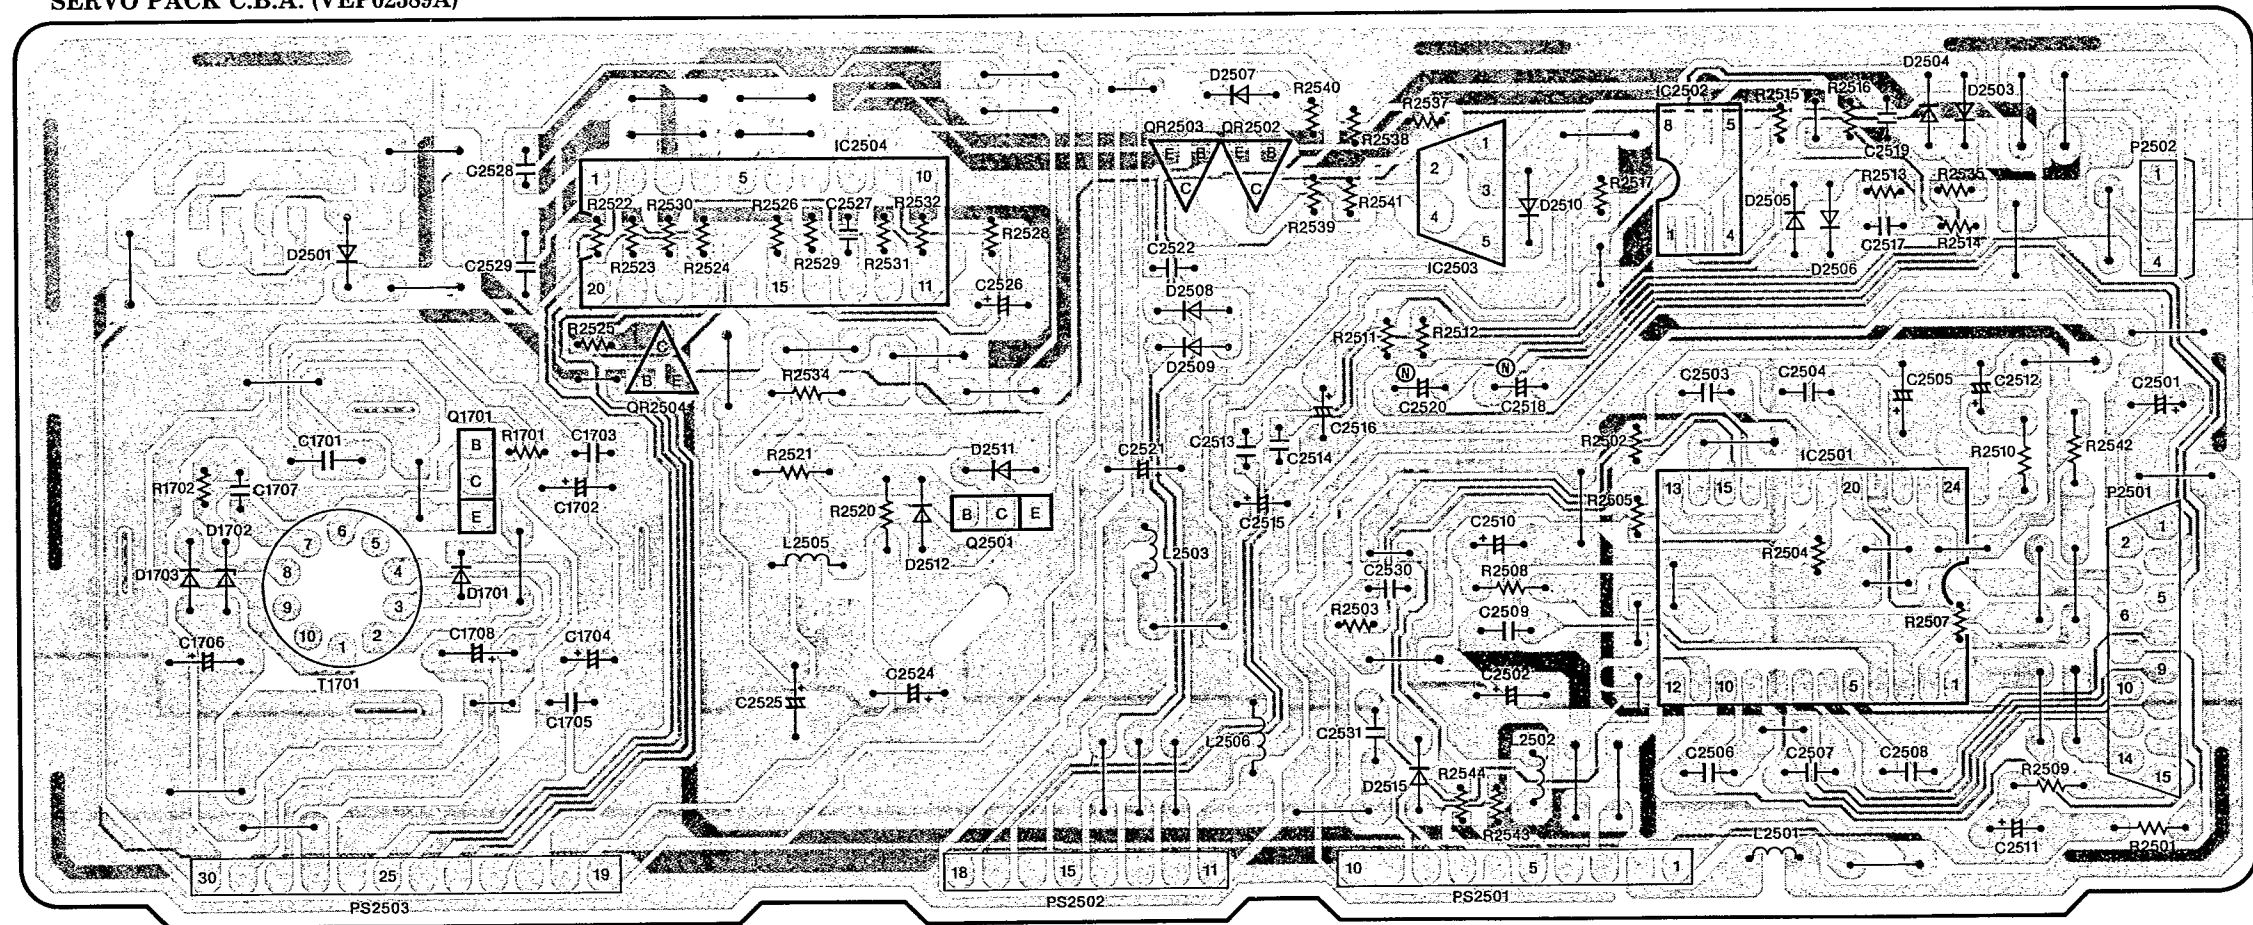 SERVO PACK C.B.A. (VEP02589A)
D2504
D2507
R2540
R2537
IC2502
R2515
R2516
D2503
QR2503
QR2502
R2538
8
5
C2519
P2502
IC2504
E B
E B
1
2
C2528
1
5
10
C
C
3
R2517
R2513
R2535
1
R2522
R2530
R2526
C2527
R2532
R2541
4
D2510
D2505
R2528
R2539
5
1
4
C2517
R2514
D2501
R2523
R2524
R2529
R2531
C2522
IC2503
D2506
4
C2529
20
15
11
C2526
D2508
R2525
R2511
R2512
C
D2509
N
N
B E
R2534
C2503
C2504
C2505
C2512
C2501
QR2504
C2520
C2518
Q1701
C2516
B
R1701
C1703
C2513
R2502
R2510
R2542
C1701
D2511
C2521
C2514
IC2501
R2521
C
R1702
C1707
C1702
13
15
20
24
P2501
E
R2520
B C E
C2515
R2505
1
D1702
6
C2510
2
7
5
L2505
Q2501
L2503
R2504
D1703
8
4
D2512
C2530
R2508
D1701
5
9
3
R2503
C2509
6
R2507
C1706
10
1
2
C1708
C1704
9
T1701
C2524
C2502
12
10
5
1
10
C2525
C1705
L2506
C2531
L2502
14
C2506
C2507
C2508
R2509
15
D2515
R2544
R2543
L2501
C2511
R2501
30
25
19
18
15
11
10
5
1
PS2503
PS2502
PS2501